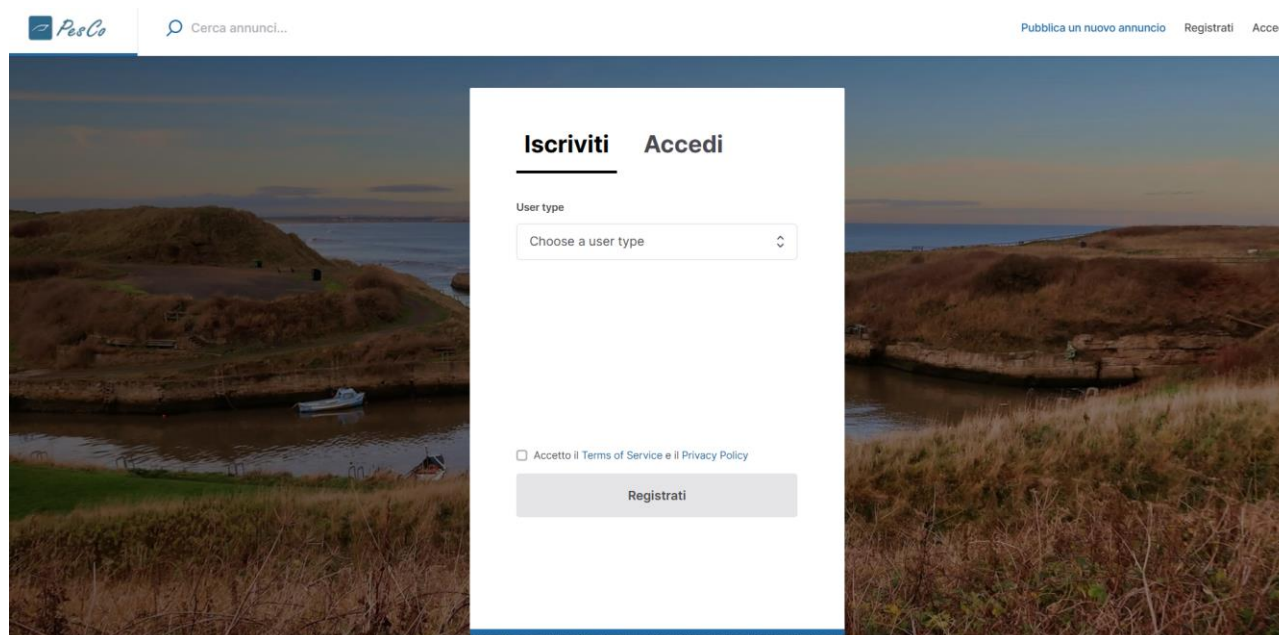 PesCo
Cerca annunci...
Pubblica un nuovo annuncio
Registrati
Acce
Iscriviti
Accedi
User type
Choose a user type
Accetto il Terms of Service e il Privacy Policy
Registrati